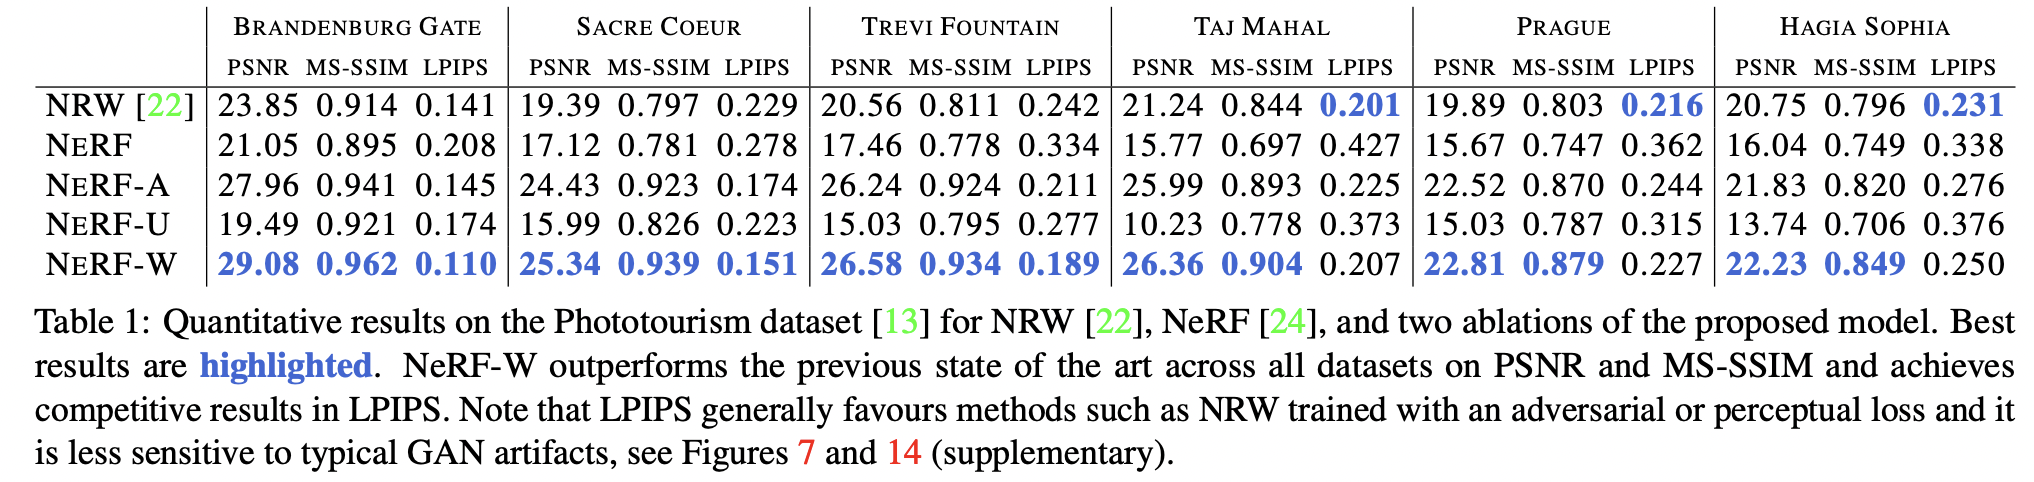 BRANDENBURG GATE SACRE COEUR TREVI FOUNTAIN TAJ MAHAL PRAGUE HAGIA SOPHIA
PSNR MS-SSIM LPIPS PSNR MS-SSIM LPIPS PSNR MS-SSIM LPIPS PSNR MS-SSIM LPIPS PSNR MS-SSIM LPIPS PSNR MS-SSIM LPIPS
NRW [22] 23.85 0.914 0.141 19.39 0.797 0.229 20.56 0.811 0.242 21.24 0.844 0.201 19.89 0.803 0.216 20.75 0.796 0.231
NERF 21.05 0.895 0.208 17.12 0.781 0.278 17.46 0.778 0.334 15.77 0.697 0.427 15.67 0.747 0.362 16.04 0.749 0.338
NERF-A 27.96 0.941 0.145 24.43 0.923 0.174 26.24 0.924 0.211 25.99 0.893 0.225 22.52 0.870 0.244 21.83 0.820 0.276
NERF-U 19.49 0.921 0.174 15.99 0.826 0.223 15.03 0.795 0.277 10.23 0.778 0.373 15.03 0.787 0.315 13.74 0.706 0.376
NERF-W 29.08 0.962 0.110 25.34 0.939 0.151 26.58 0.934 0.189 26.36 0.904 0.207 22.81 0.879 0.227 22.23 0.849 0.250
Table 1: Quantitative results on the Phototourism dataset [13] for NRW [22], NeRF [24], and two ablations of the proposed model. Best
results are highlighted. NeRF-W outperforms the previous state of the art across all datasets on PSNR and MS-SSIM and achieves
competitive results in LPIPS. Note that LPIPS generally favours methods such as NRW trained with an adversarial or perceptual loss and it
is less sensitive to typical GAN artifacts, see Figures 7 and 14 (supplementary).